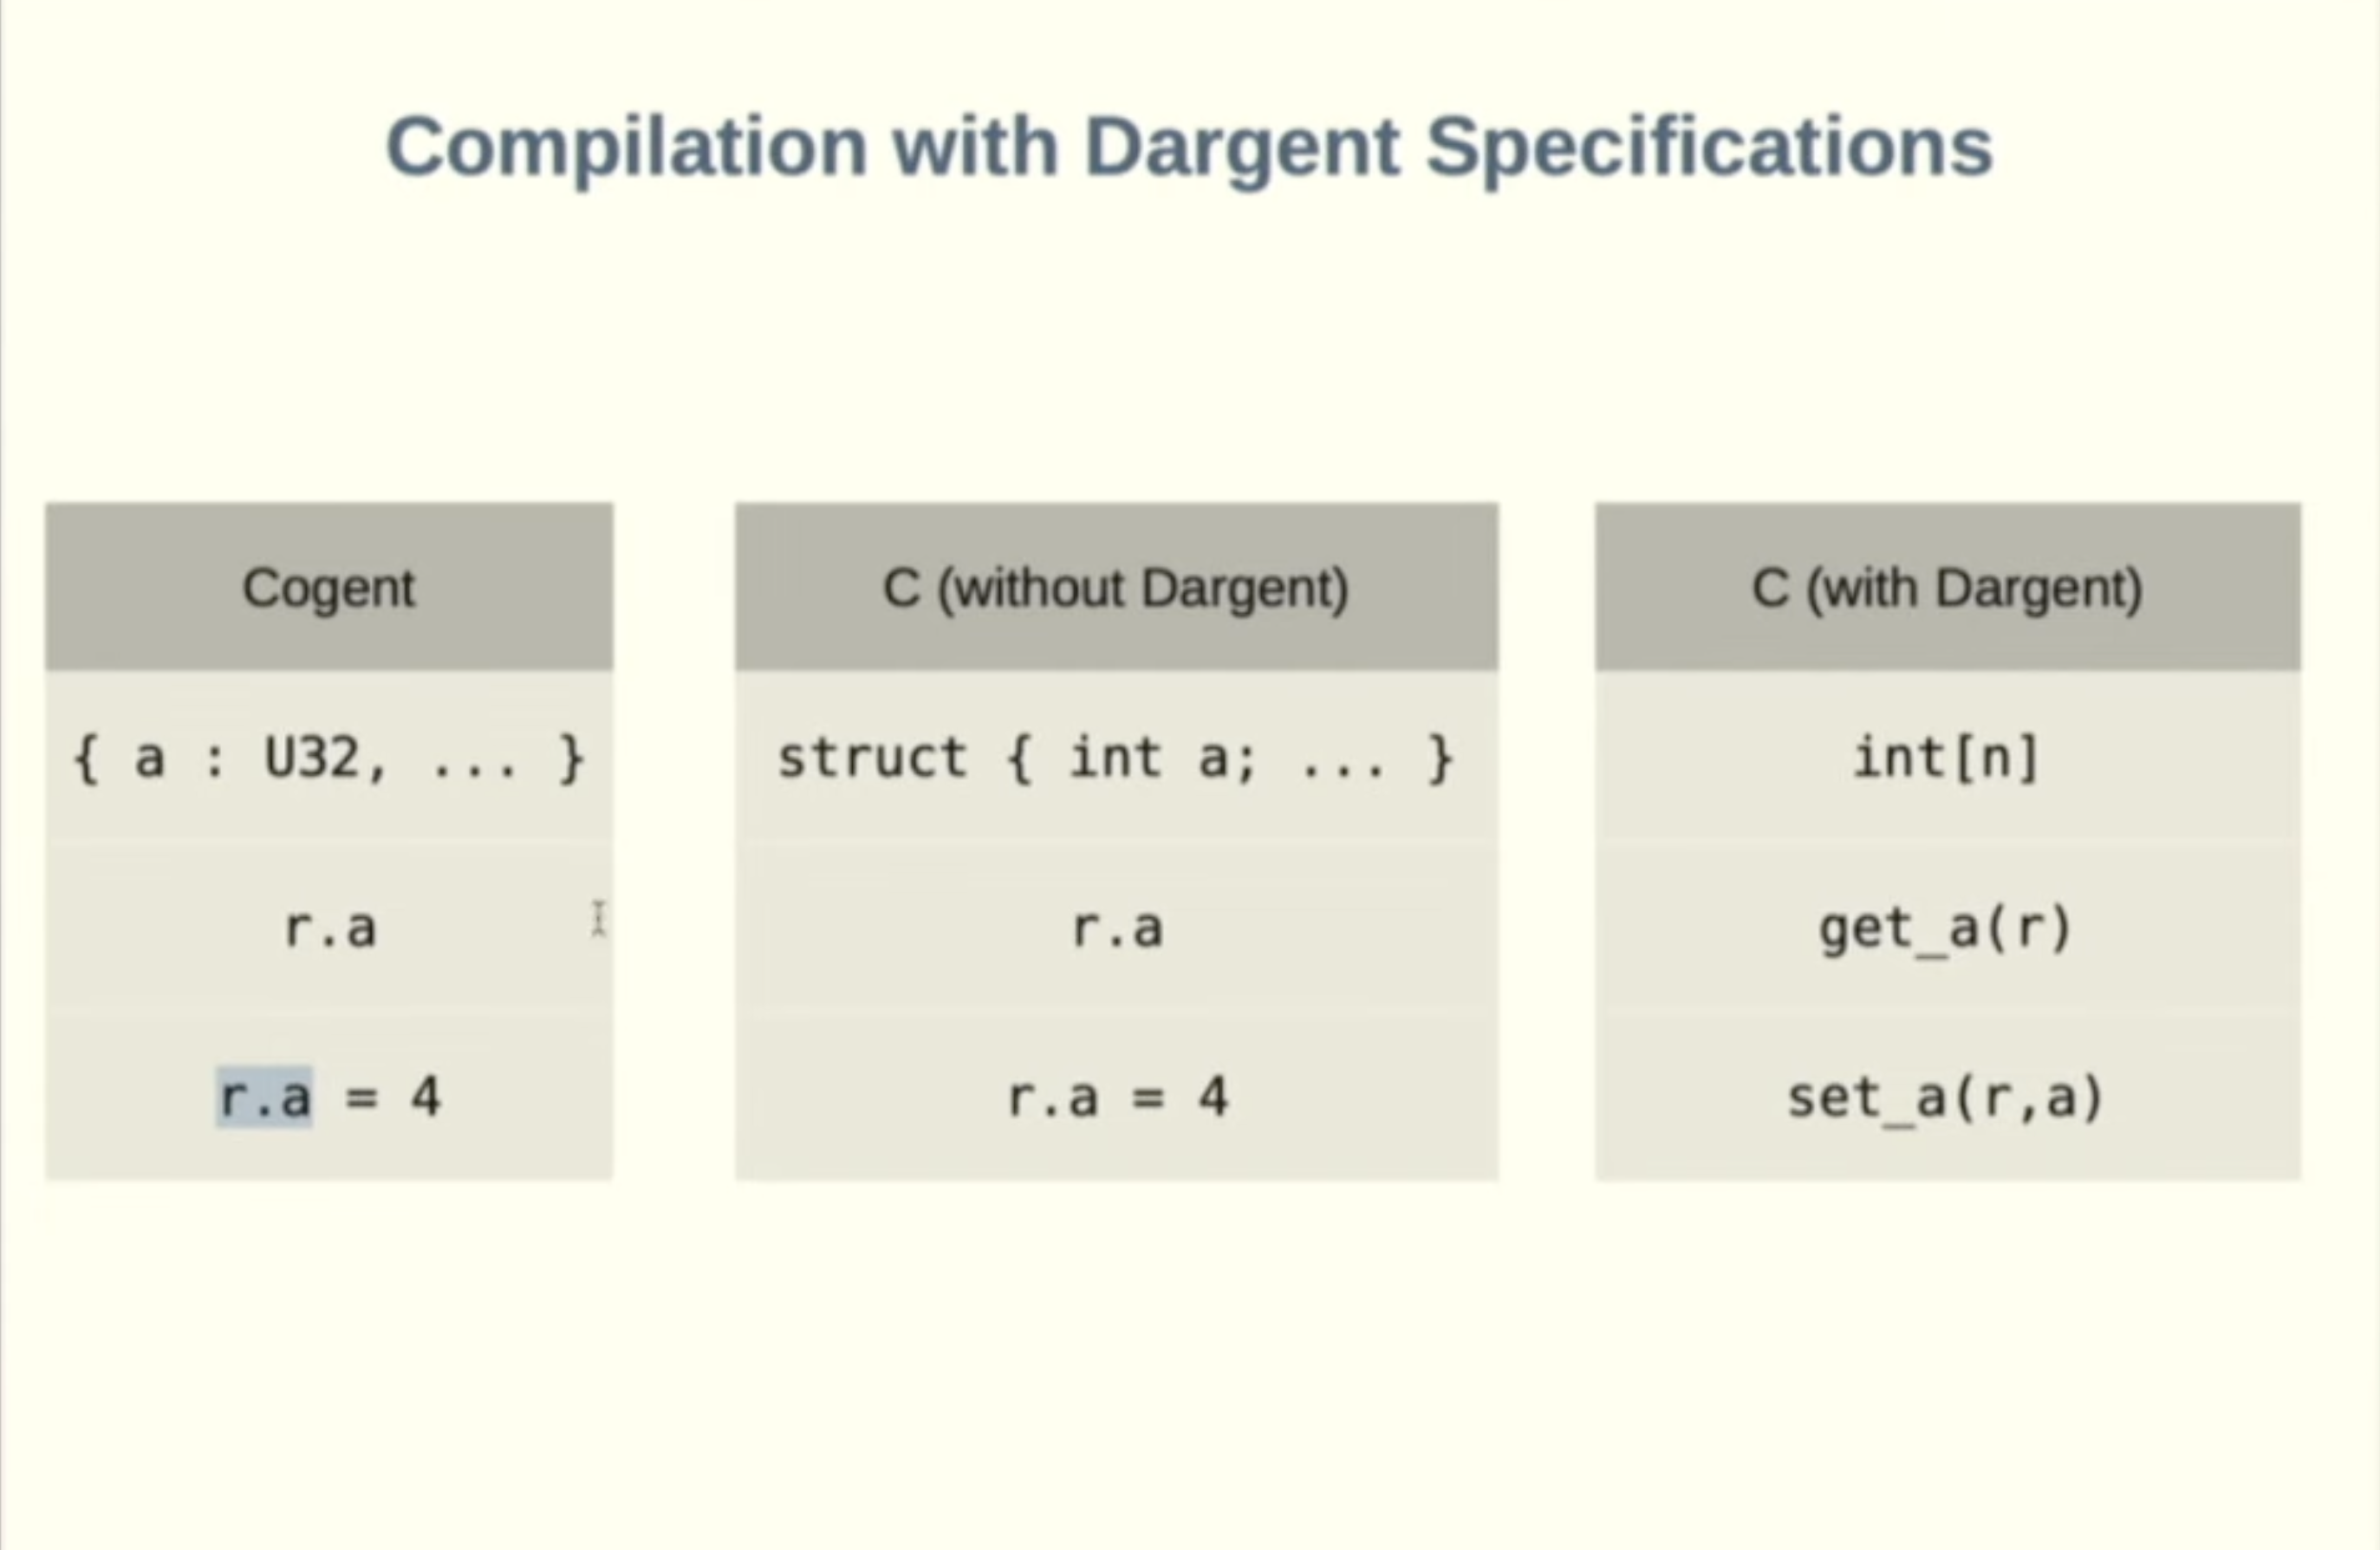 Compilation with Dargent Specifications
Cogent
{ a : U32, ... }
r.a
r.a = 4
C (without Dargent)
struct { int a; ... }
r.a
r.a = 4
C (with Dargent)
int[n]
get_a(r)
set_a(r,a)